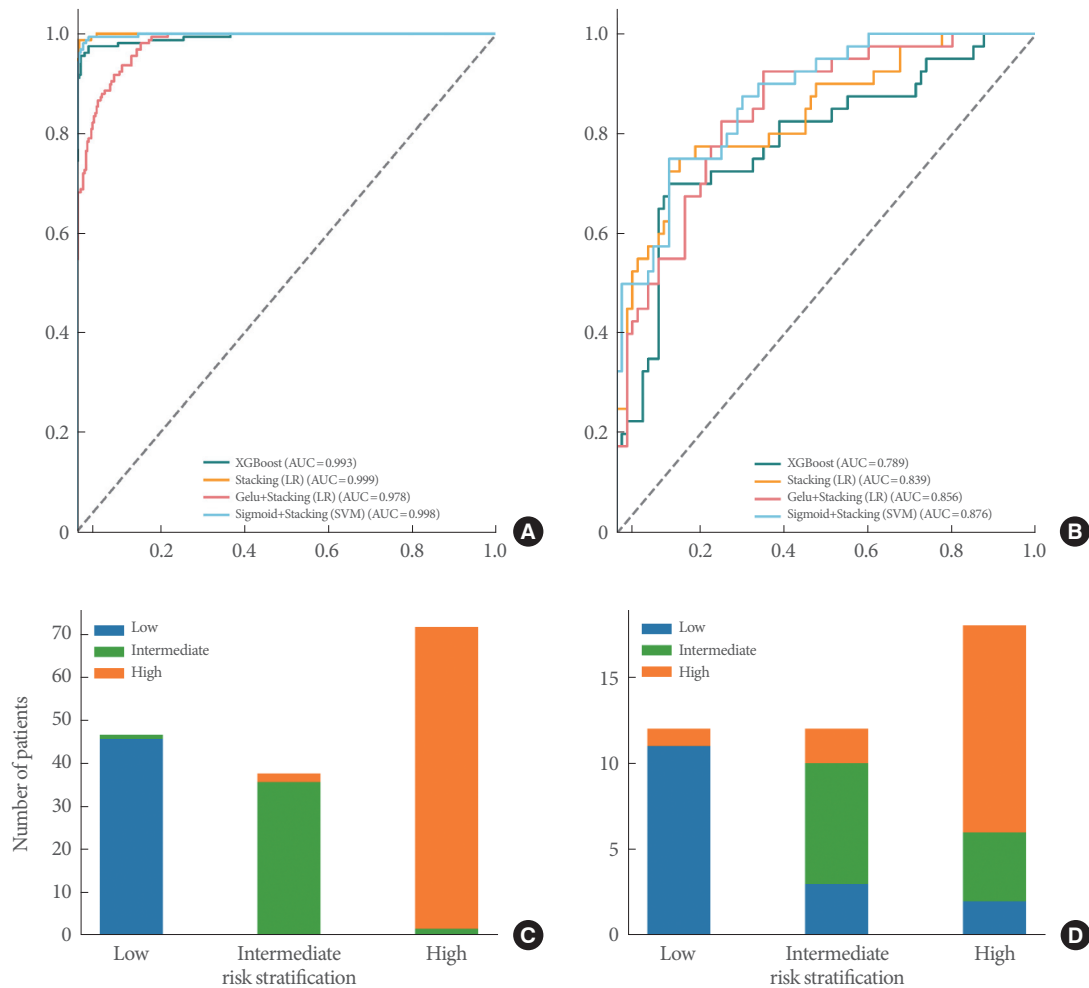 1.0
0.8
0.6
0.4
0.2
0
0.2 0.4 0.6 0.8 1.0
XGBoost (AUC=0.993)
Stacking (LR) (AUC=0.999)
Gelu+Stacking (LR) (AUC=0.978)
Sigmoid+Stacking (SVM) (AUC=0.998)
A
1.0
0.8
0.6
0.4
0.2
0
0.2 0.4 0.6 0.8 1.0
XGBoost (AUC=0.789)
Stacking (LR) (AUC=0.839)
Gelu+Stacking (LR) (AUC=0.856)
Sigmoid+Stacking (SVM) (AUC=0.876)
B
Number of patients
70
60
50
40
30
20
10
0
Low
Intermediate
High
Low Intermediate High
risk stratification
C
15
10
5
0
Low
Intermediate
High
Low Intermediate High
risk stratification
D